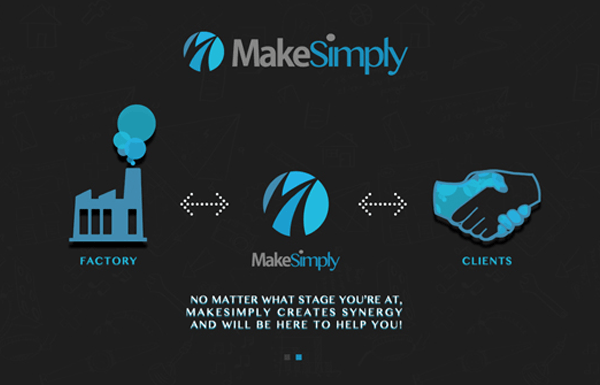 MakeSimply
FACTORY
MakeSimply
CLIENTS
NO MATTER WHAT STAGE YOU'RE AT,
MAKESIMPLY CREATES SYNERGY
AND WILL BE HERE TO HELP YOU!